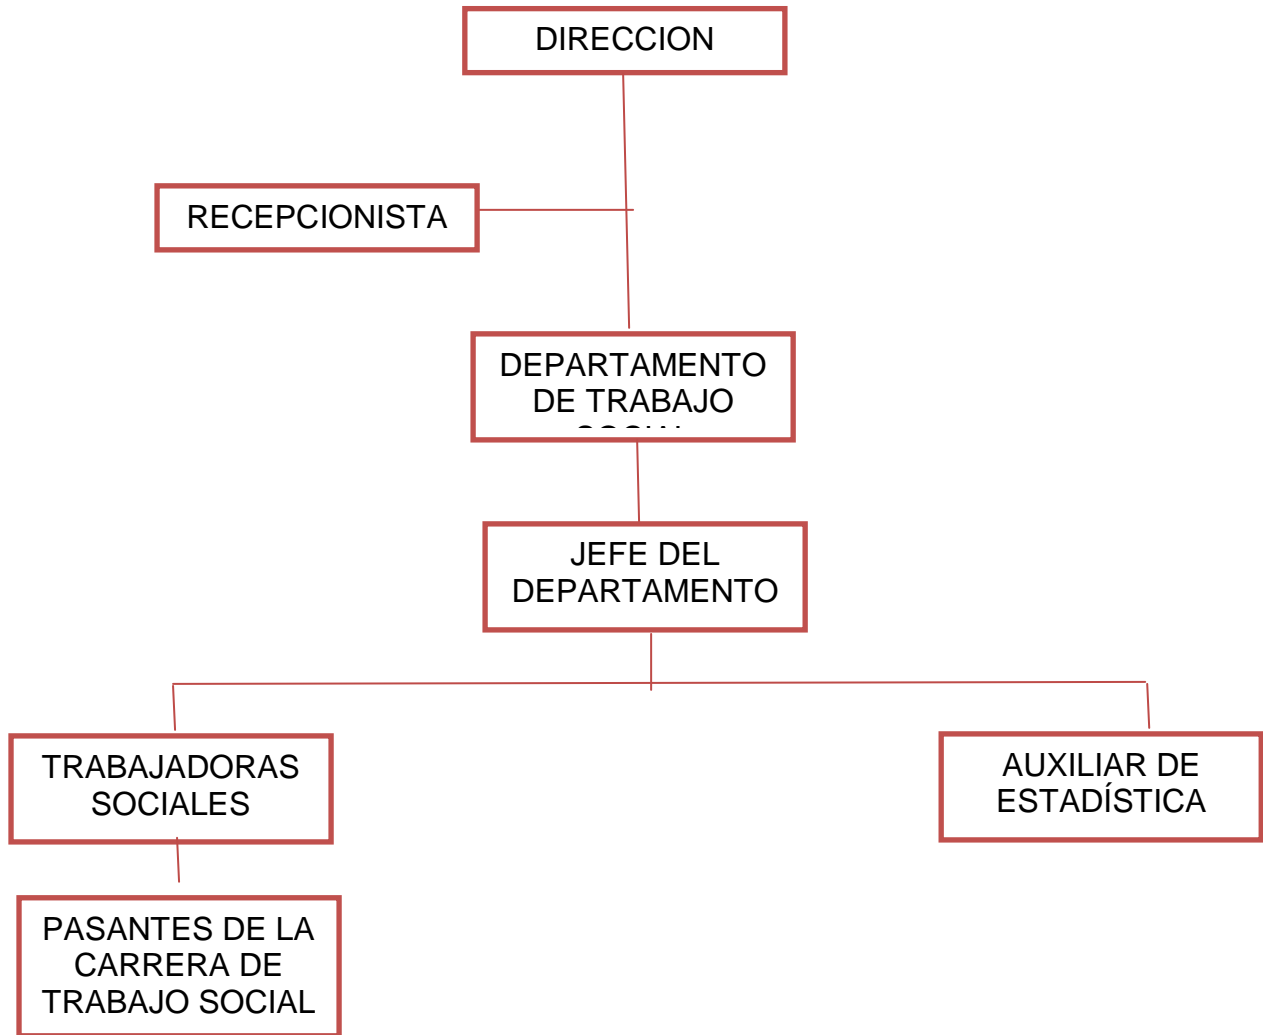 DIRECCION
RECEPCIONISTA
DEPARTAMENTO
DE TRABAJO
JEFE DEL
DEPARTAMENTO
TRABAJADORAS
SOCIALES
AUXILIAR DE
ESTADÍSTICA
PASANTES DE LA
CARRERA DE
TRABAJO SOCIAL